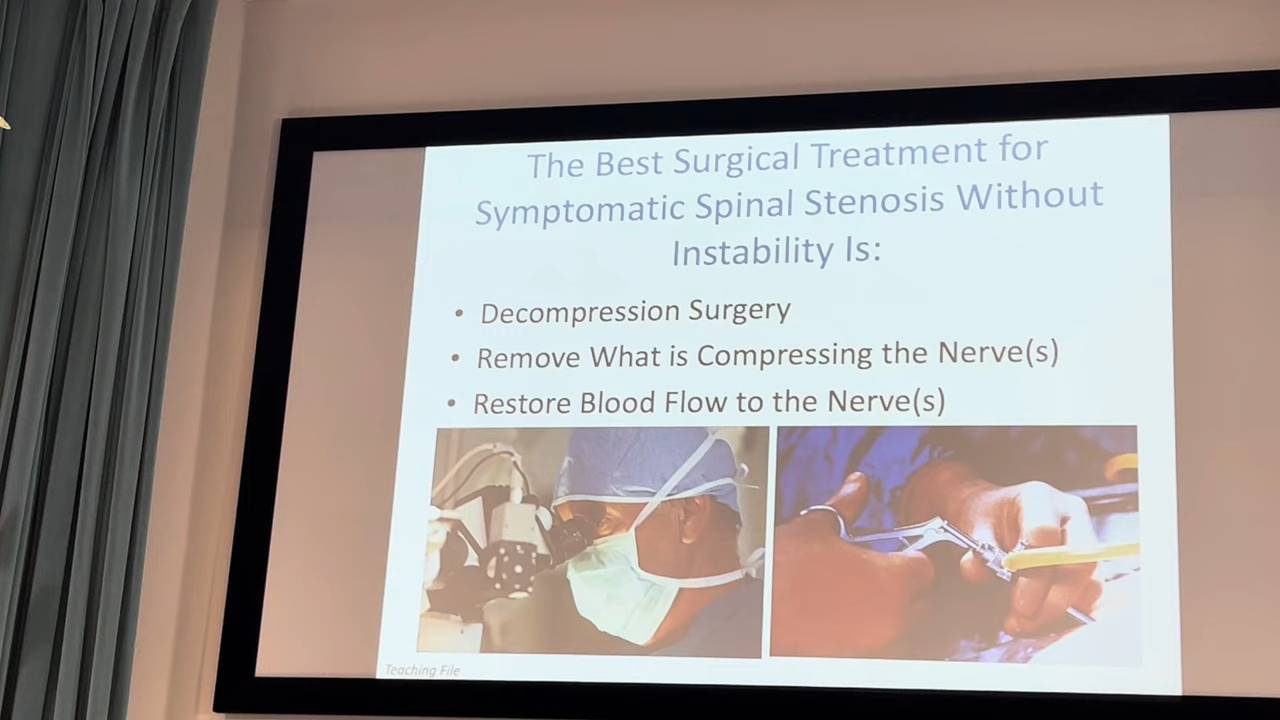 The Best Surgical Treatment for
Symptomatic Spinal Stenosis Without
Instability Is:
• Decompression Surgery
• Remove What is Compressing the Nerve(s)
• Restore Blood Flow to the Nerve(s)
Teaching File